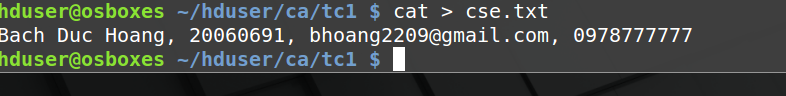 hduser@osboxes ~/hduser/ca/tc1 $ cat > cse.txt
Bach Duc Hoang, 20060691, bhoang2209@gmail.com, 0978777777
hduser@osboxes ~/hduser/ca/tc1 $